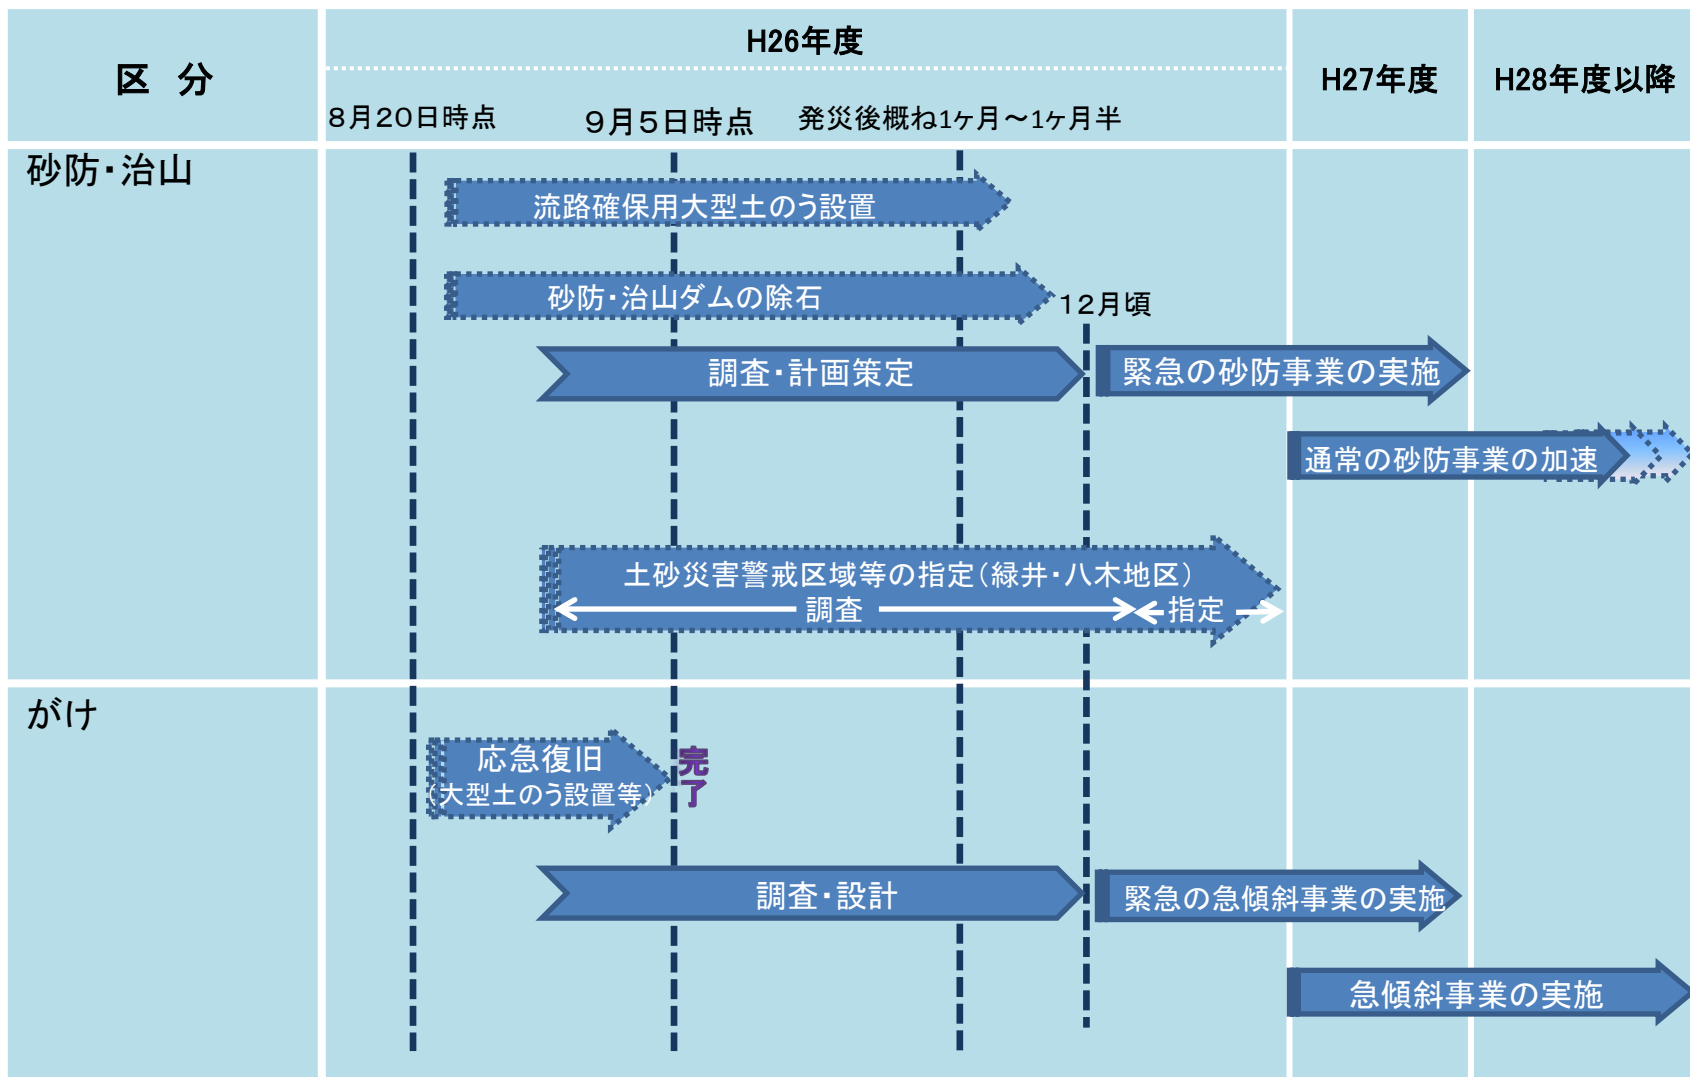 区　分
H26年度
H27年度
H28年度以降
８月２０日時点
９月５日時点
発災後概ね1ヶ月～1ヶ月半
砂防・治山
流路確保用大型土のう設置
砂防・治山ダムの除石
１２月頃
調査・計画策定
緊急の砂防事業の実施
通常の砂防事業の加速
土砂災害警戒区域等の指定（緑井・八木地区）
調査
指定
がけ
応急復旧
（大型土のう設置等）
完了
調査・設計
緊急の急傾斜事業の実施
急傾斜事業の実施